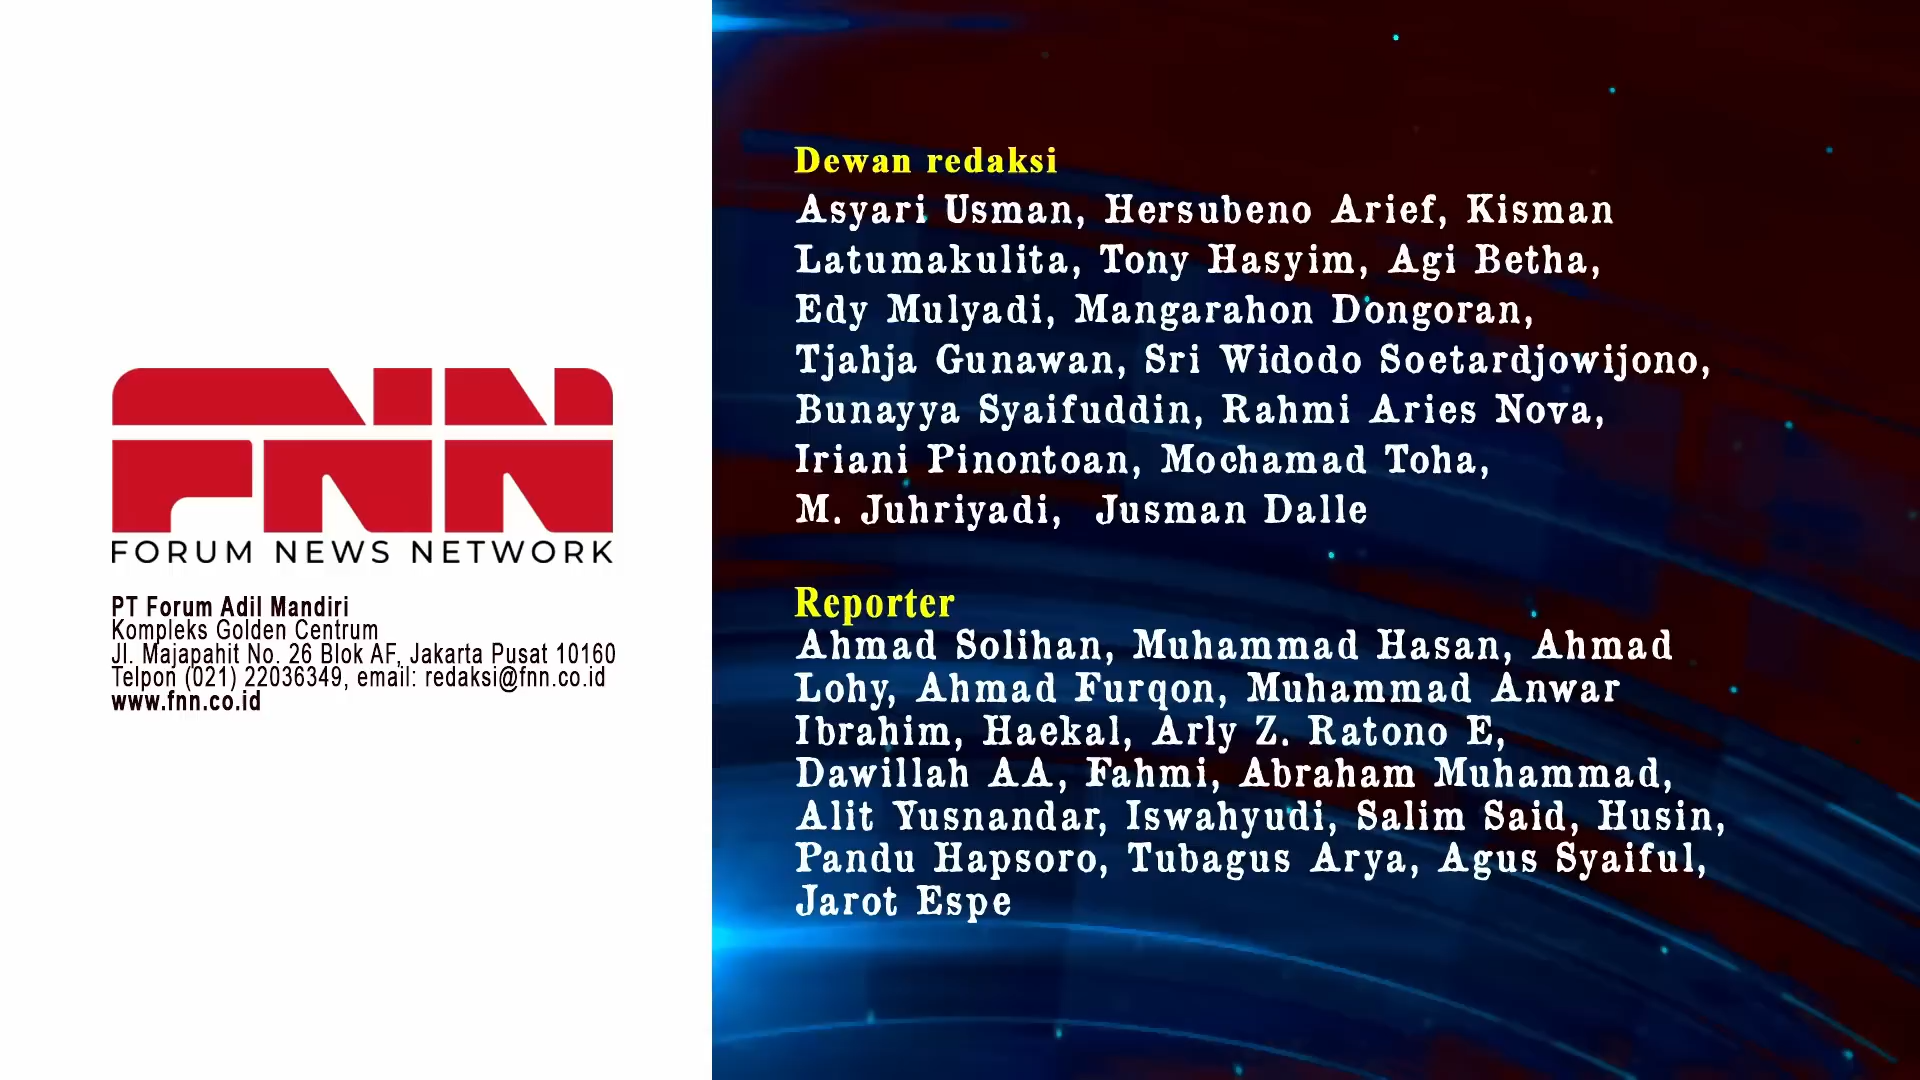 FNN
FORUM NEWS NETWORK
PT Forum Adil Mandiri
Kompleks Golden Centrum
Jl. Majapahit No. 26 Blok AF, Jakarta Pusat 10160
Telpon (021) 22036349, email: redaksi@fnn.co.id
www.fnn.co.id
Dewan redaksi
Asyari Usman, Hersubeno Arief, Kisman
Latumakulita, Tony Hasyim, Agi Betha,
Edy Mulyadi, Mangarahon Dongoran,
Tjahja Gunawan, Sri Widodo Soetardjowijono,
Bunayya Syaifuddin, Rahmi Aries Nova,
Iriani Pinontoan, Mochamad Toha,
M. Juhriyadi, Jusman Dalle
Reporter
Ahmad Solihan, Muhammad Hasan, Ahmad
Lohy, Ahmad Furqon, Muhammad Anwar
Ibrahim, Haekal, Arly Z. Ratono E,
Dawillah AA, Fahmi, Abraham Muhammad,
Alit Yusnandar, Iswahyudi, Salim Said, Husin,
Pandu Hapsoro, Tubagus Arya, Agus Syaiful,
Jarot Espe